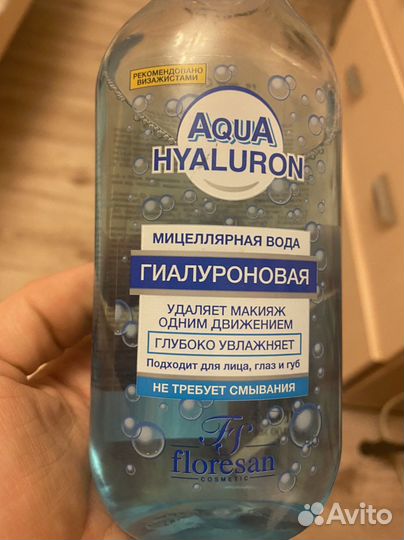 РЕКОМЕНДОВАНО
ВИЗАЖИСТАМИ
AQUA
HYALURON
МИЦЕЛЛЯРНАЯ ВОДА
ГИАЛУРОНОВАЯ
УДАЛЯЕТ МАКИЯЖ
ОДНИМ ДВИЖЕНИЕМ
ГЛУБОКО УВЛАЖНЯЕТ
Подходит для лица, глаз и губ
НЕ ТРЕБУЕТ СМЫВАНИЯ
floresan
COSMETIC
Avito